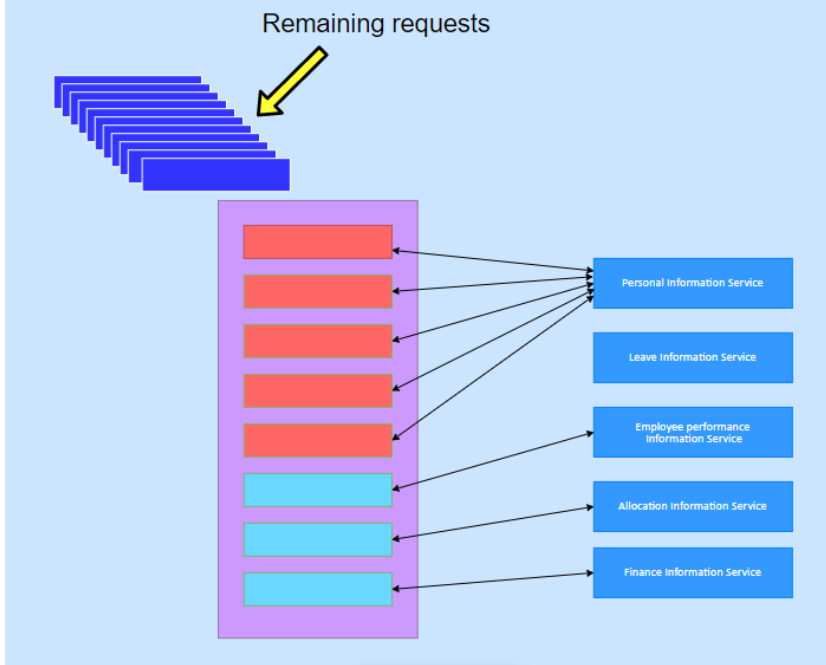 Remaining requests
Personal Information Service
Leave Information Service
Employee performance
Information Service
Allocation Information Service
Finance Information Service